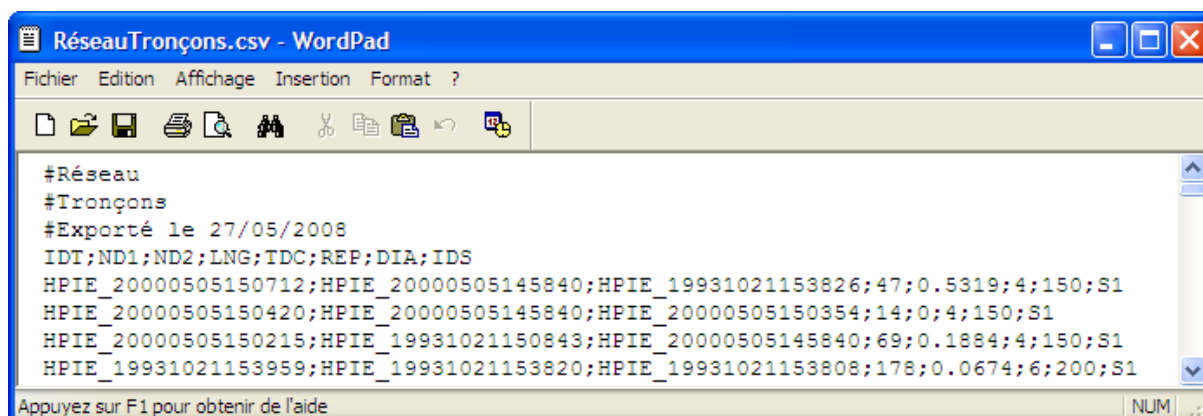 RéseauTronçons.csv - WordPad
Fichier Edition Affichage Insertion Format ?
#Réseau
#Tronçons
#Exporté le 27/05/2008
IDT;ND1;ND2;LNG;TDC;REP;DIA;IDS
HPIE_20000505150712;HPIE_20000505145840;HPIE_19931021153826;47;0.5319;4;150;S1
HPIE_20000505150420;HPIE_20000505145840;HPIE_20000505150354;14;0;4;150;S1
HPIE_20000505150215;HPIE_19931021150843;HPIE_20000505145840;69;0.1884;4;150;S1
HPIE_19931021153959;HPIE_19931021153820;HPIE_19931021153808;178;0.0674;6;200;S1
Appuyez sur F1 pour obtenir de l'aide
NUM